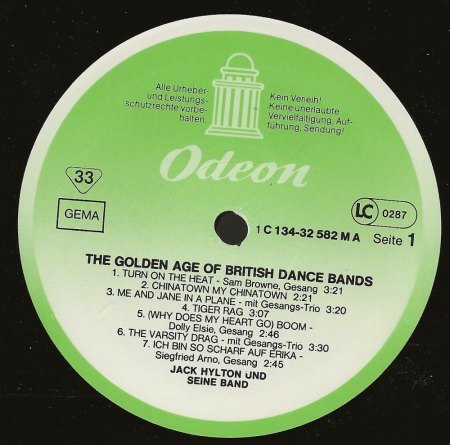 Alle Urheber-
und Leistungs-
schutzrechte vorbe-
halten.
Kein Verleih!
Keine unerlaubte
Vervielfältigung, Auf-
führung, Sendung!
Odeon
33
GEMA
LC 0287
1 C 134-32 582 M A Seite 1
THE GOLDEN AGE OF BRITISH DANCE BANDS
1. TURN ON THE HEAT - Sam Browne, Gesang 3:21
2. CHINATOWN MY CHINATOWN 2:21
3. ME AND JANE IN A PLANE - mit Gesangs-Trio 3:20
4. TIGER RAG 3:07
5. (WHY DOES MY HEART GO) BOOM -
Dolly Elsie, Gesang 2:46
6. THE VARSITY DRAG - mit Gesangs-Trio 3:30
7. ICH BIN SO SCHARF AUF ERIKA -
Siegfried Arno, Gesang 2:45
JACK HYLTON UND
SEINE BAND